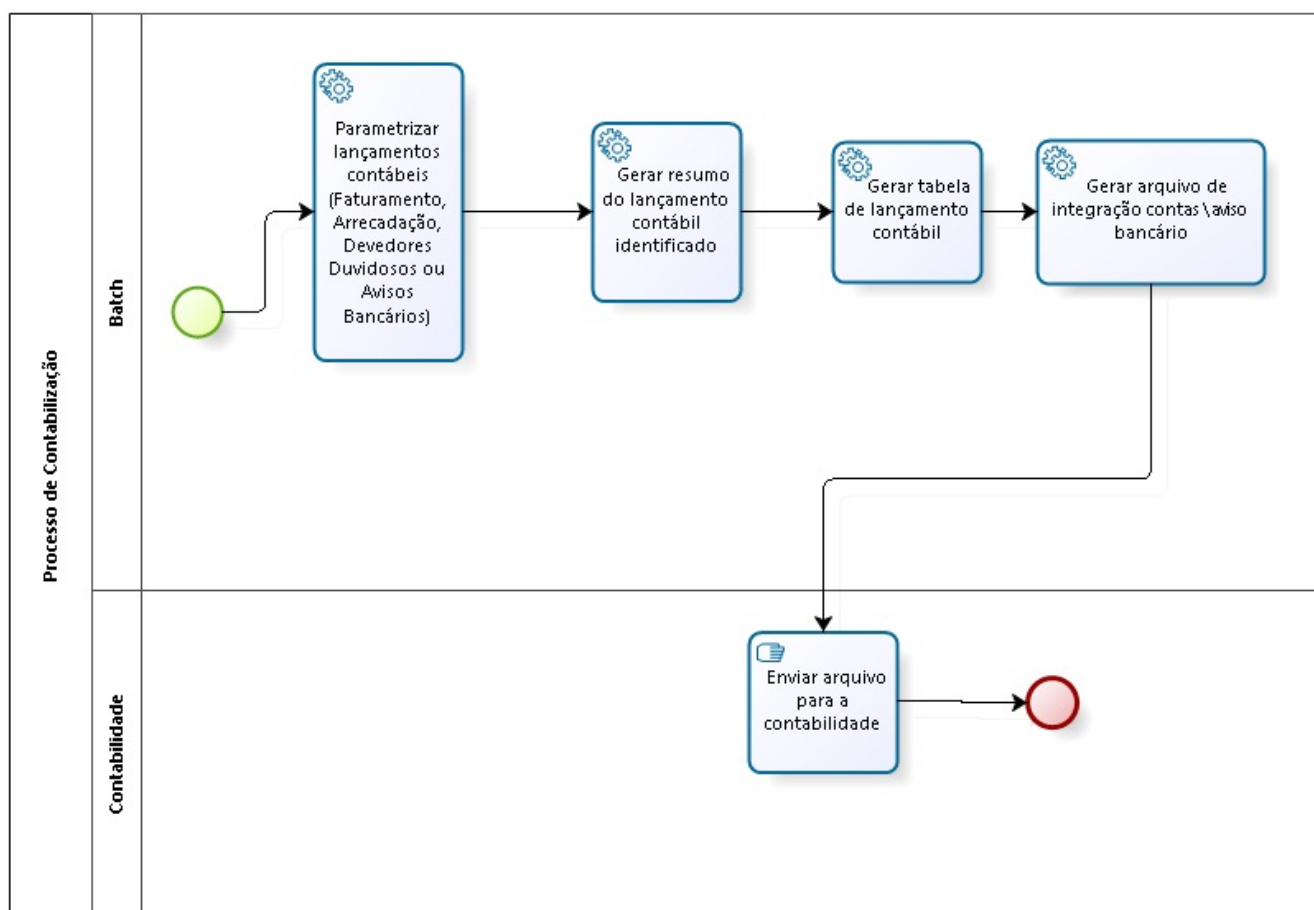 Processo de Contabilização
Batch
Parametrizar
lançamentos
contábeis
(Faturamento,
Arrecadação,
Devedores
Duvidosos ou
Avisos
Bancários)
Gerar resumo
do lançamento
contábil
identificado
Gerar tabela
de lançamento
contábil
Gerar arquivo de
integração contas\aviso
bancário
Contabilidade
Enviar arquivo
para a
contabilidade